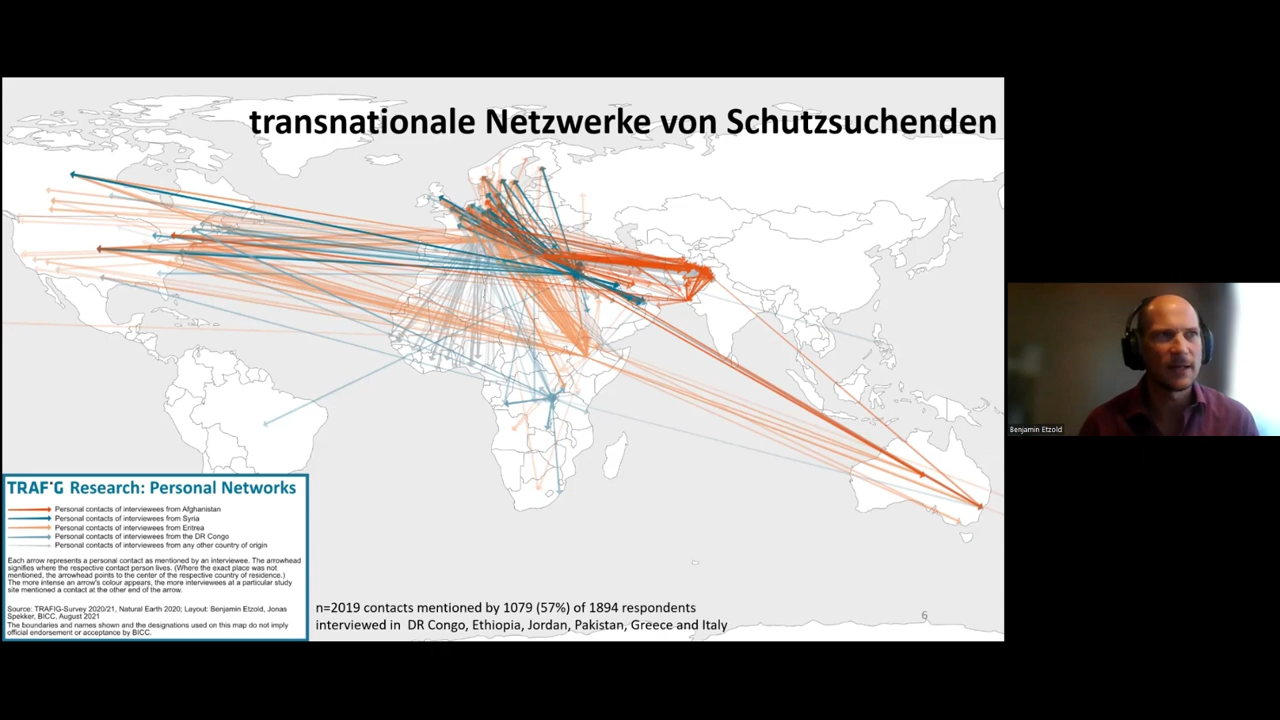 transnationale Netzwerke von Schutzsuchenden
TRAFIG Research: Personal Networks
Personal contacts of interviewees from Afghanistan
Personal contacts of interviewees from Syria
Personal contacts of interviewees from Eritrea
Personal contacts of interviewees from the DR Congo
Personal contacts of interviewees from any other country of origin
Each arrow represents a personal contact as mentioned by an interviewee. The arrowhead
signifies where the respective contact person lives. (Where the exact place was not
mentioned, the arrowhead points to the center of the respective country of residence.)
The more intense an arrow's colour appears, the more interviewees at a particular study
site mentioned a contact at the other end of the arrow.
Source: TRAFIG-Survey 2020/21, Natural Earth 2020; Layout: Benjamin Etzold, Jonas
Spekker, BICC, August 2021
The boundaries and names shown and the designations used on this map do not imply
official endorsement or acceptance by BICC.
n=2019 contacts mentioned by 1079 (57%) of 1894 respondents
interviewed in DR Congo, Ethiopia, Jordan, Pakistan, Greece and Italy
6
Benjamin Etzold